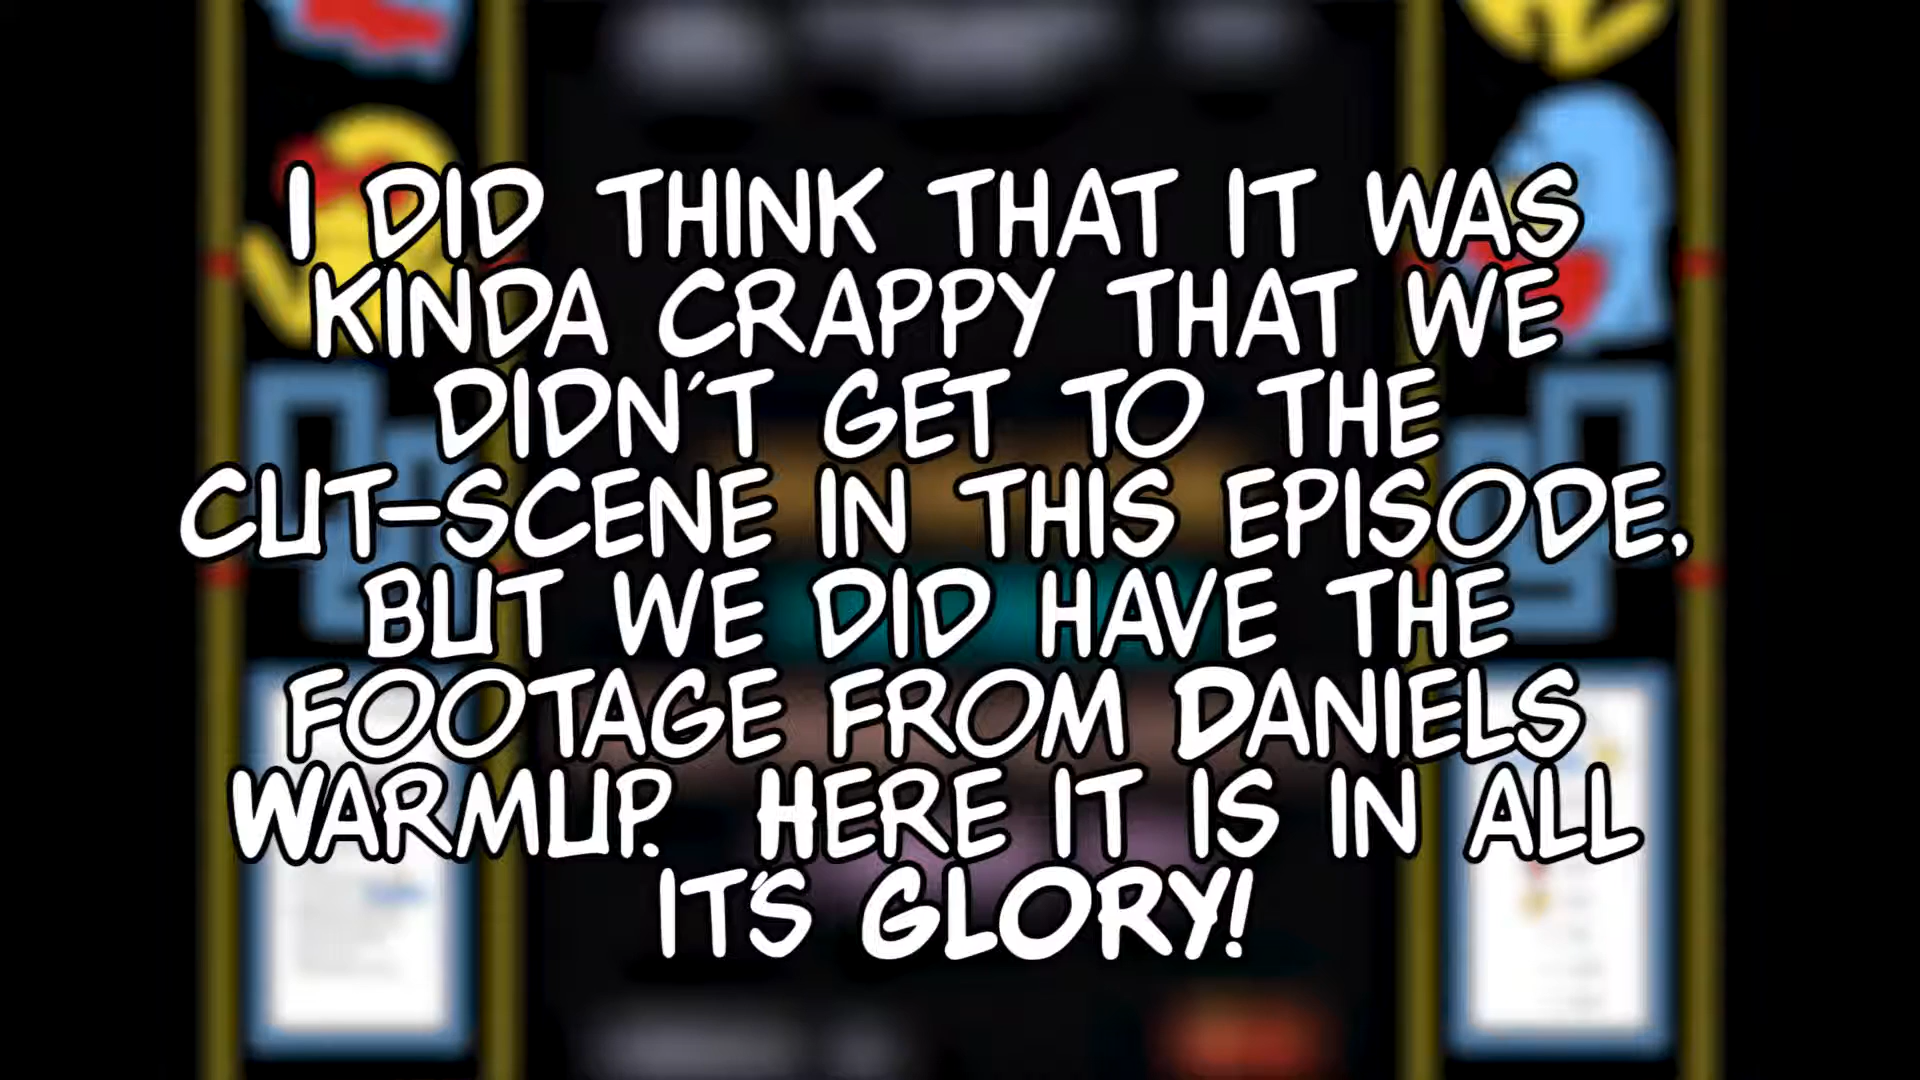 I DID THINK THAT IT WAS
KINDA CRAPPY THAT WE
DIDN'T GET TO THE
CUT-SCENE IN THIS EPISODE,
BUT WE DID HAVE THE
FOOTAGE FROM DANIELS
WARMUP. HERE IT IS IN ALL
IT'S GLORY!